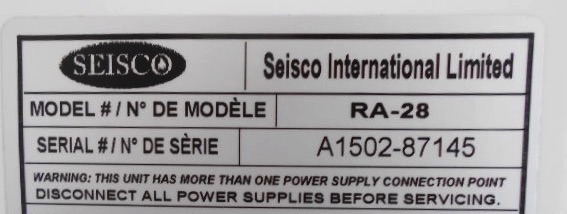 SEISCO Seisco International Limited
MODEL # / N° DE MODÈLE RA-28
SERIAL # / N° DE SÈRIE A1502-87145
WARNING: THIS UNIT HAS MORE THAN ONE POWER SUPPLY CONNECTION POINT
DISCONNECT ALL POWER SUPPLIES BEFORE SERVICING.